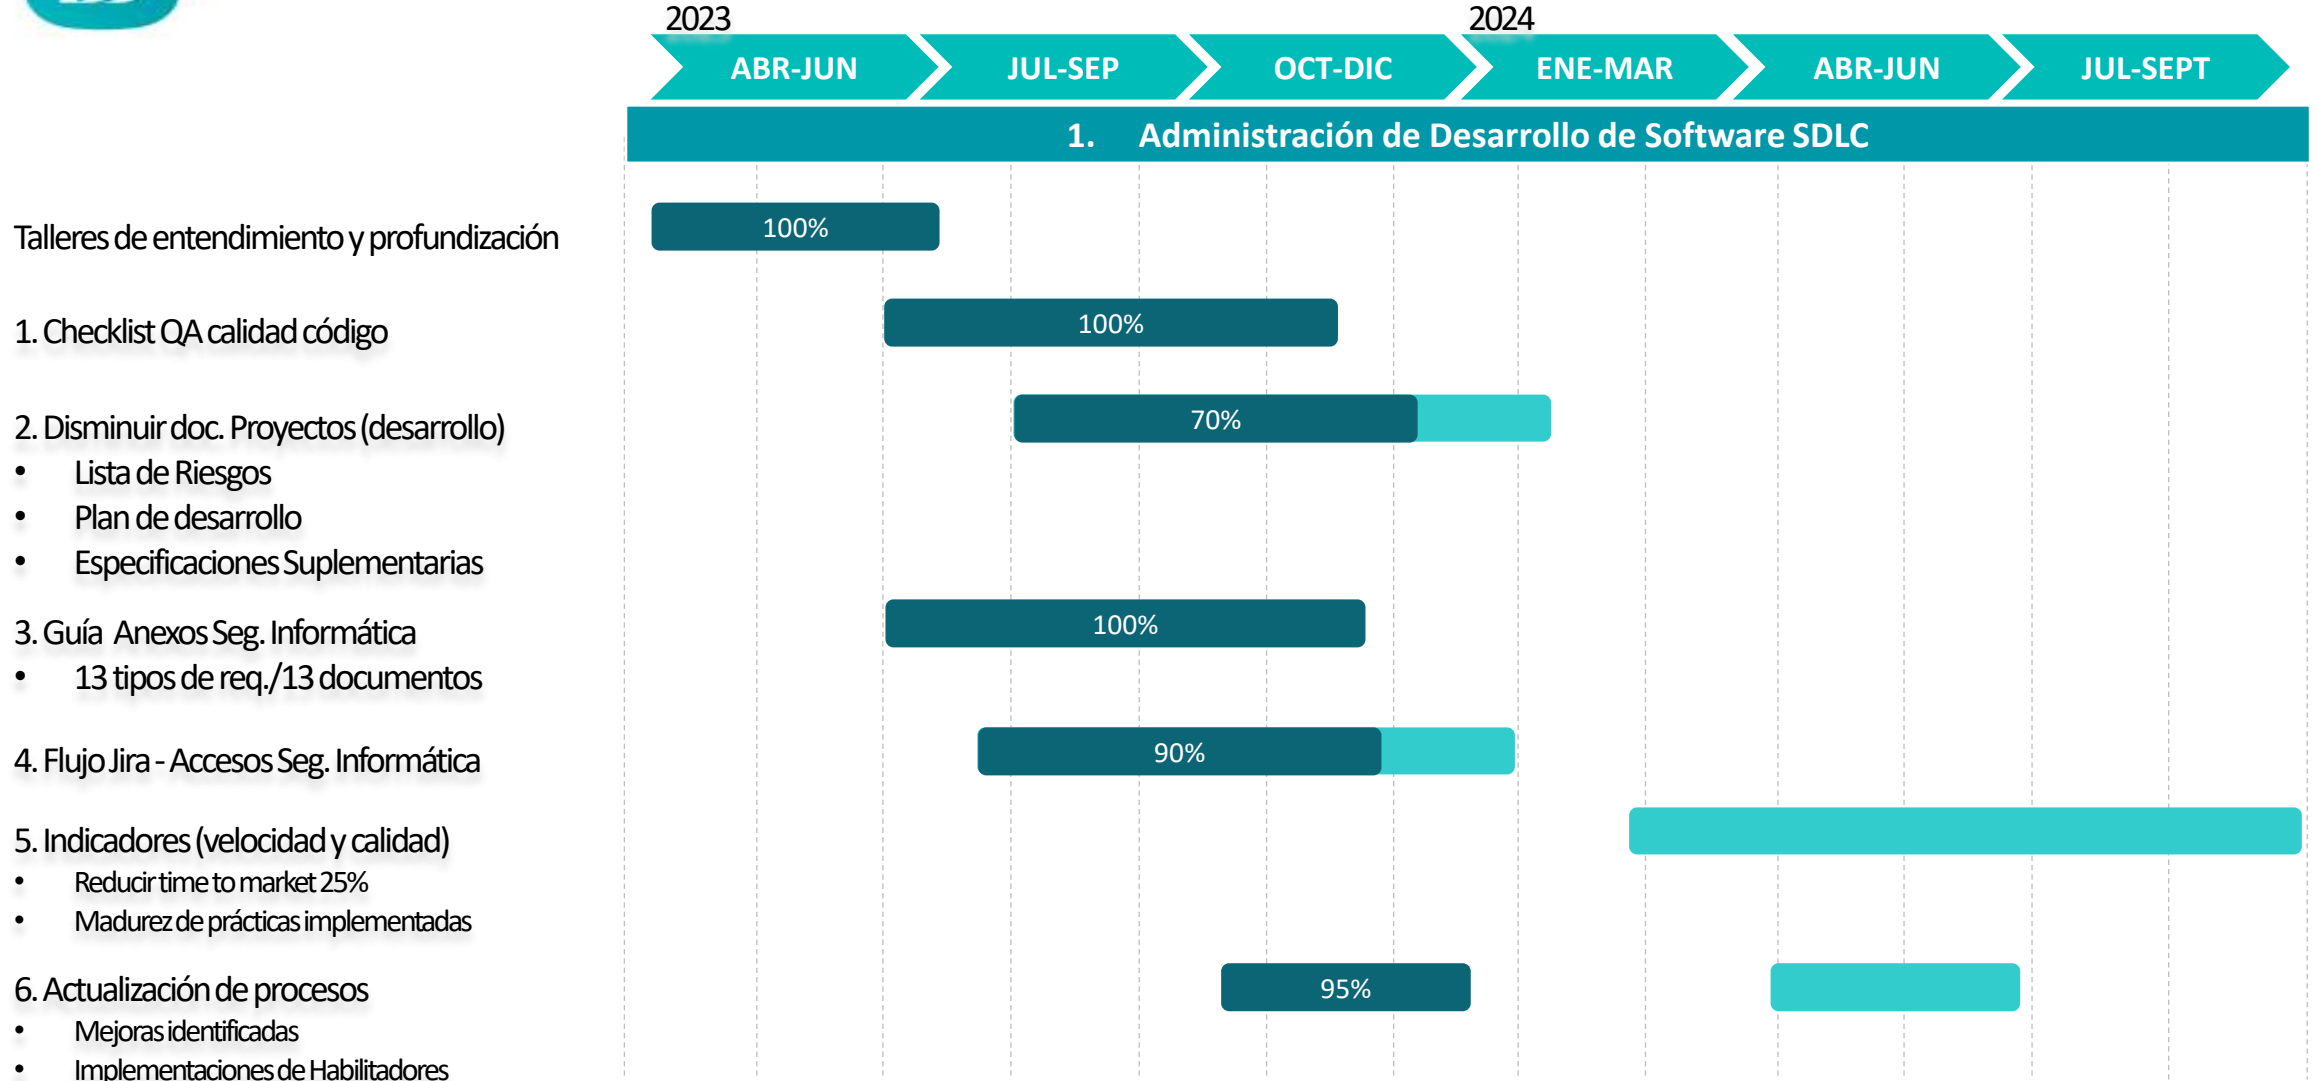 2023
2024
ABR-JUN
JUL-SEP
OCT-DIC
ENE-MAR
ABR-JUN
JUL-SEPT
1. Administración de Desarrollo de Software SDLC
Talleres de entendimiento y profundización
100%
1. Checklist QA calidad código
100%
2. Disminuir doc. Proyectos (desarrollo)
70%
• Lista de Riesgos
• Plan de desarrollo
• Especificaciones Suplementarias
3. Guía Anexos Seg. Informática
100%
• 13 tipos de req./13 documentos
4. Flujo Jira - Accesos Seg. Informática
90%
5. Indicadores (velocidad y calidad)
• Reducir time to market 25%
• Madurez de prácticas implementadas
6. Actualización de procesos
95%
• Mejoras identificadas
• Implementaciones de Habilitadores